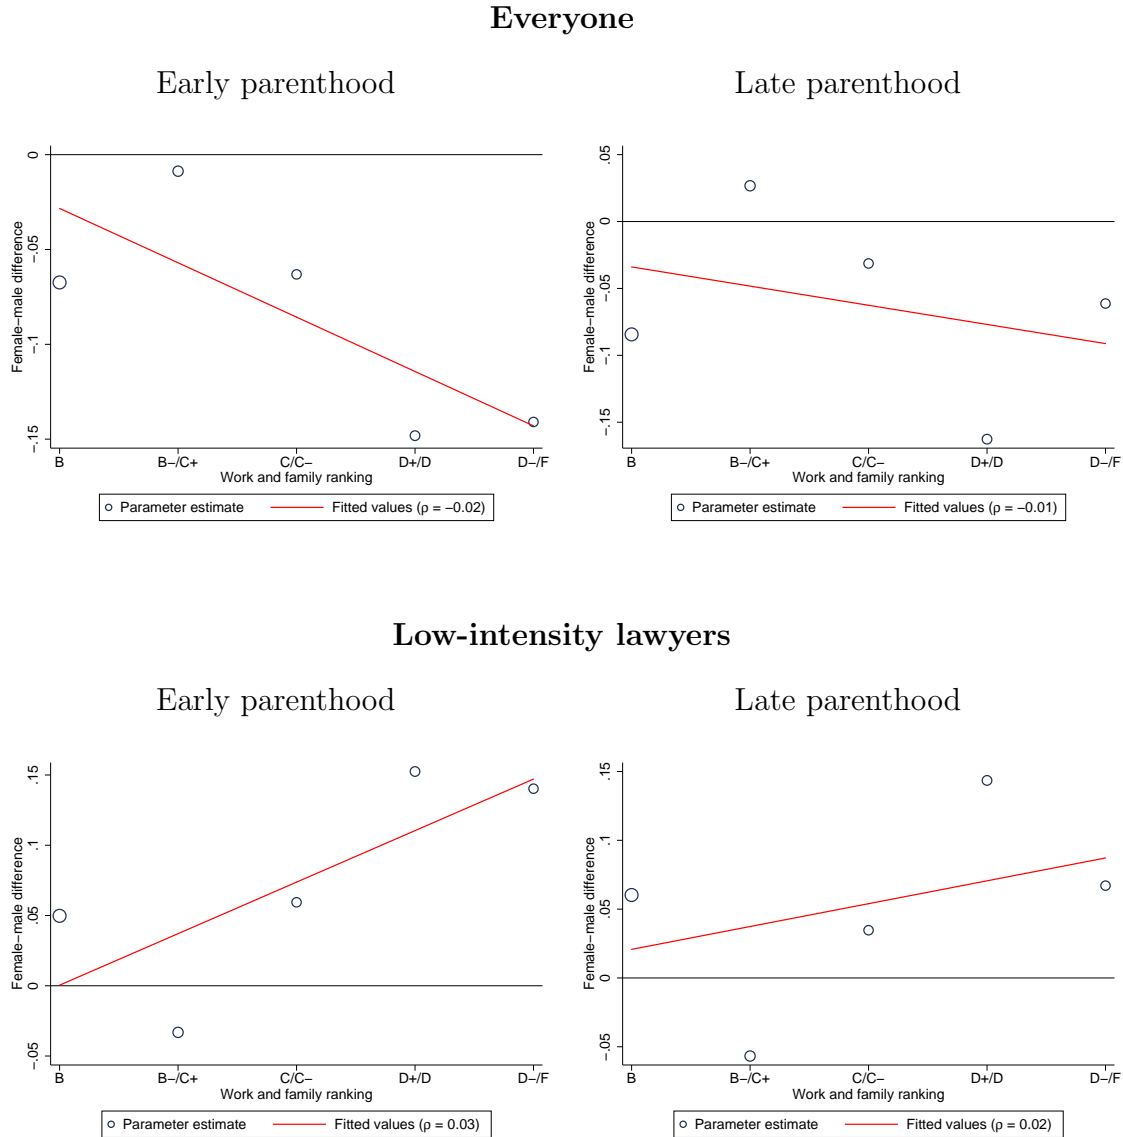 Everyone
Early parenthood
Late parenthood
Female−male difference
0
−.05
−.1
−.15
B
B−/C+
C/C−
D+/D
D−/F
Work and family ranking
Parameter estimate
Fitted values (ρ = −0.02)
Female−male difference
.05
0
−.05
−.1
−.15
B
B−/C+
C/C−
D+/D
D−/F
Work and family ranking
Parameter estimate
Fitted values (ρ = −0.01)
Low-intensity lawyers
Early parenthood
Late parenthood
Female−male difference
.15
.1
.05
0
−.05
B
B−/C+
C/C−
D+/D
D−/F
Work and family ranking
Parameter estimate
Fitted values (ρ = 0.03)
Female−male difference
.15
.1
.05
0
−.05
B
B−/C+
C/C−
D+/D
D−/F
Work and family ranking
Parameter estimate
Fitted values (ρ = 0.02)